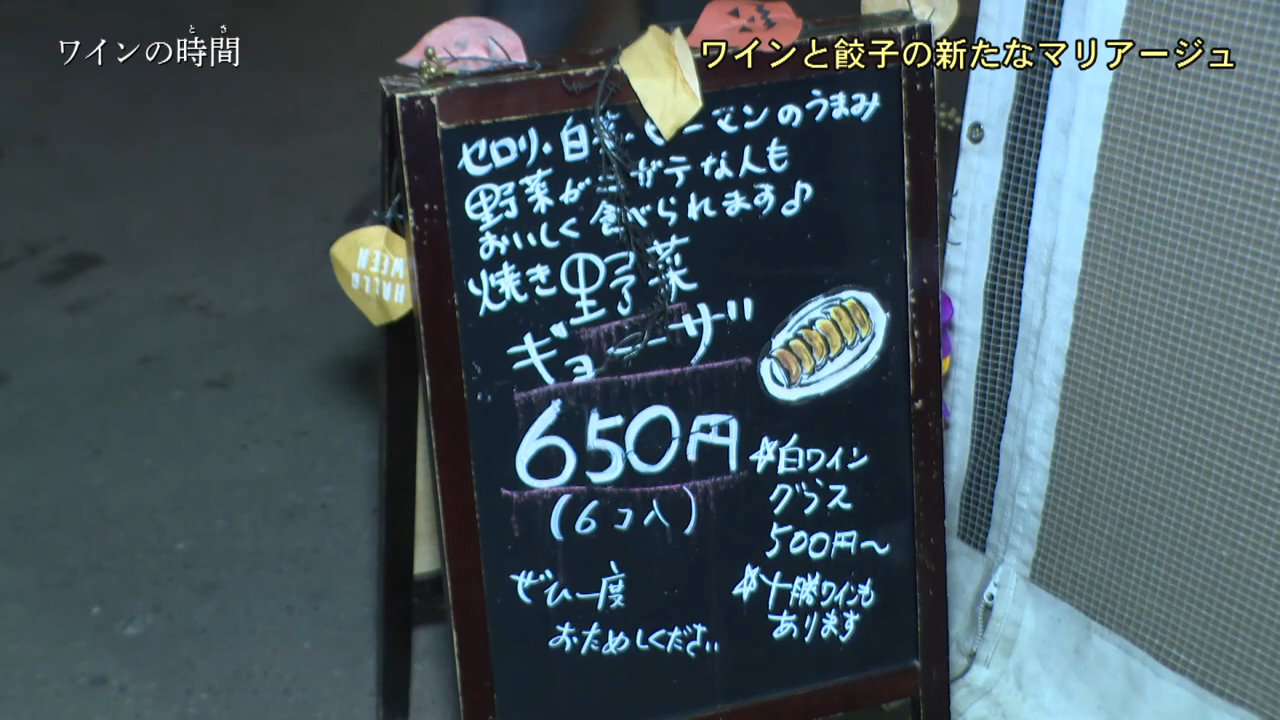 ワインの時間
とき
ワインと餃子の新たなマリアージュ
セロリ・白菜・ピーマンのうまみ
野菜がニガテな人も
おいしく食べられます♪
焼き野菜
ギョーザ
650円
(6コ入)
ぜひ一度
おためしください
☆白ワイン
グラス
500円〜
☆十勝ワインも
あります
HALLO
WEEN